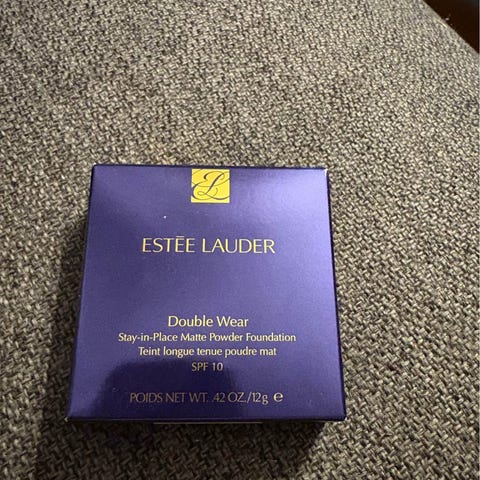 EL
ESTĒE LAUDER
Double Wear
Stay-in-Place Matte Powder Foundation
Teint longue tenue poudre mat
SPF 10
POIDS NET WT. .42 OZ./12g ℮